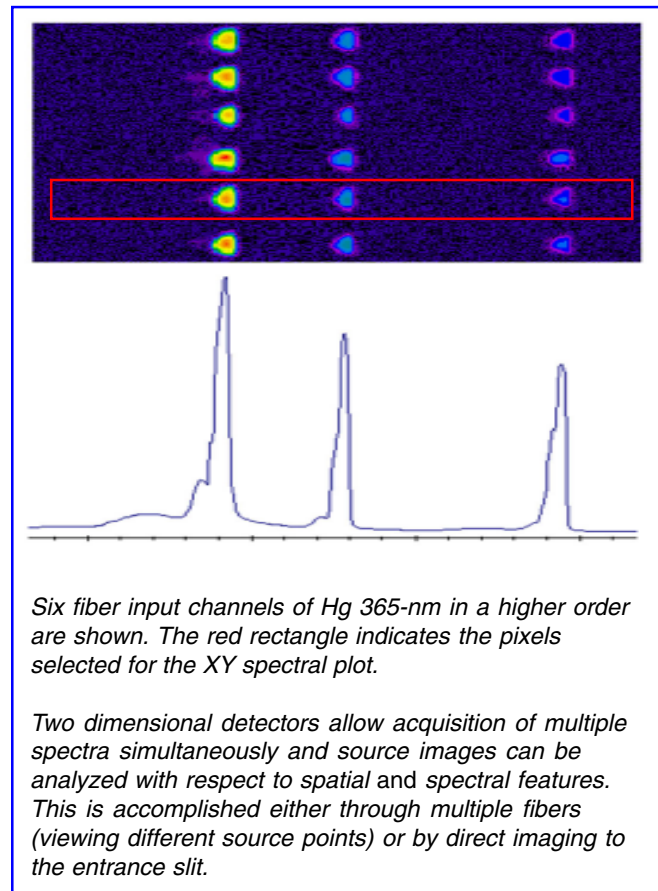 Six fiber input channels of Hg 365-nm in a higher order
are shown. The red rectangle indicates the pixels
selected for the XY spectral plot.
Two dimensional detectors allow acquisition of multiple
spectra simultaneously and source images can be
analyzed with respect to spatial and spectral features.
This is accomplished either through multiple fibers
(viewing different source points) or by direct imaging to
the entrance slit.